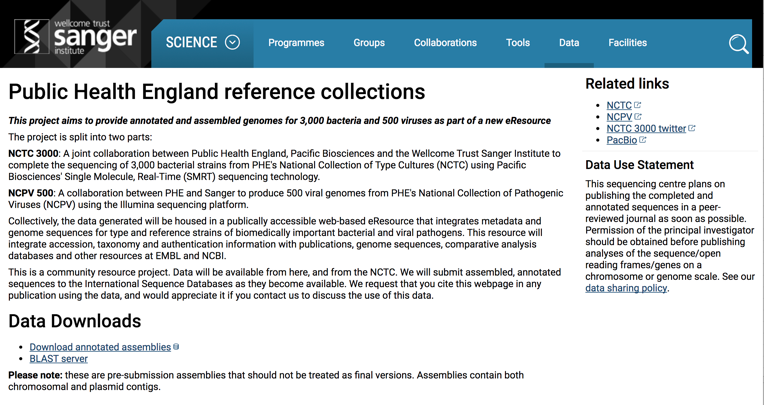 wellcome trust
sanger
institute
SCIENCE
Programmes
Groups
Collaborations
Tools
Data
Facilities
Public Health England reference collections
This project aims to provide annotated and assembled genomes for 3,000 bacteria and 500 viruses as part of a new eResource
The project is split into two parts:
NCTC 3000: A joint collaboration between Public Health England, Pacific Biosciences and the Wellcome Trust Sanger Institute to
complete the sequencing of 3,000 bacterial strains from PHE's National Collection of Type Cultures (NCTC) using Pacific
Biosciences' Single Molecule, Real-Time (SMRT) sequencing technology.
NCPV 500: A collaboration between PHE and Sanger to produce 500 viral genomes from PHE's National Collection of Pathogenic
Viruses (NCPV) using the Illumina sequencing platform.
Collectively, the data generated will be housed in a publically accessible web-based eResource that integrates metadata and
genome sequences for type and reference strains of biomedically important bacterial and viral pathogens. This resource will
integrate accession, taxonomy and authentication information with publications, genome sequences, comparative analysis
databases and other resources at EMBL and NCBI.
This is a community resource project. Data will be available from here, and from the NCTC. We will submit assembled, annotated
sequences to the International Sequence Databases as they become available. We request that you cite this webpage in any
publication using the data, and would appreciate it if you contact us to discuss the use of this data.
Data Downloads
Download annotated assemblies
BLAST server
Please note: these are pre-submission assemblies that should not be treated as final versions. Assemblies contain both
chromosomal and plasmid contigs.
Related links
NCTC
NCPV
NCTC 3000 twitter
PacBio
Data Use Statement
This sequencing centre plans on
publishing the completed and
annotated sequences in a peer-
reviewed journal as soon as possible.
Permission of the principal investigator
should be obtained before publishing
analyses of the sequence/open
reading frames/genes on a
chromosome or genome scale. See our
data sharing policy.